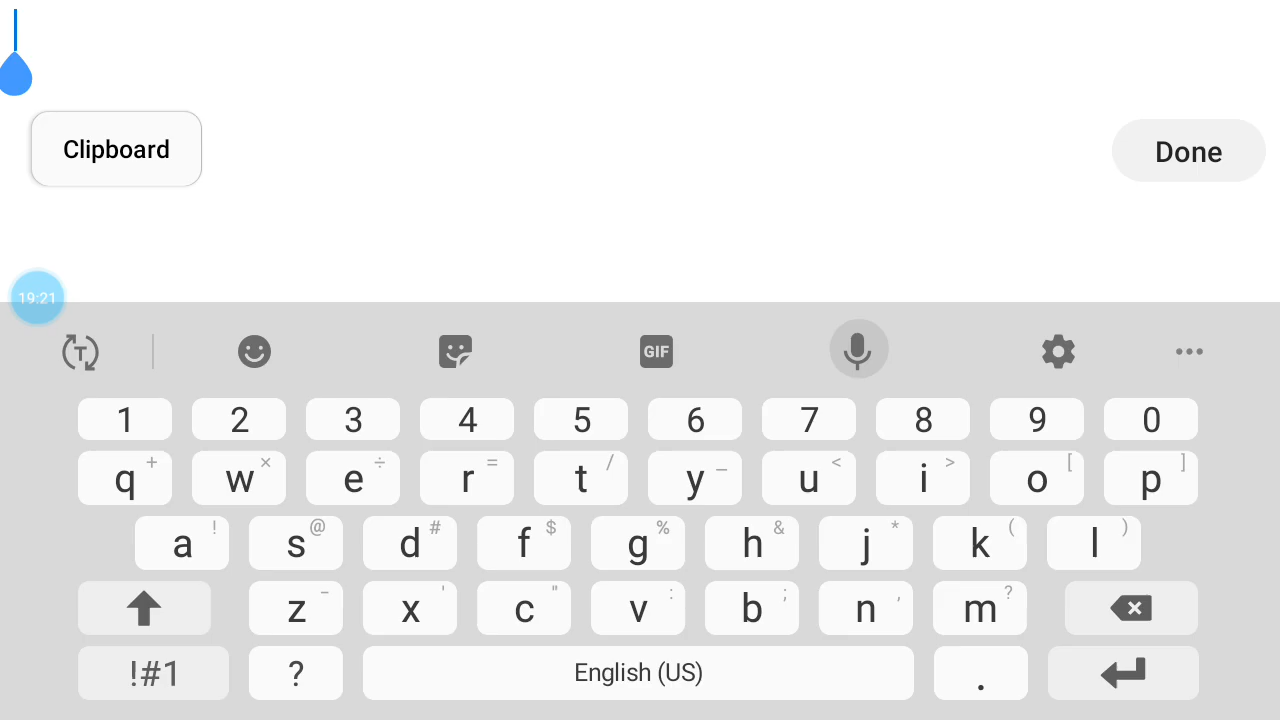 Clipboard
Done
19:21
T
GIF
1 2 3 4 5 6 7 8 9 0
q + w × e ÷ r = t / y _ u < i > o [ p ]
a ! s @ d # f $ g % h & j * k ( l )
z - x ' c " v : b ; n , m ?
!#1 ? English (US) .